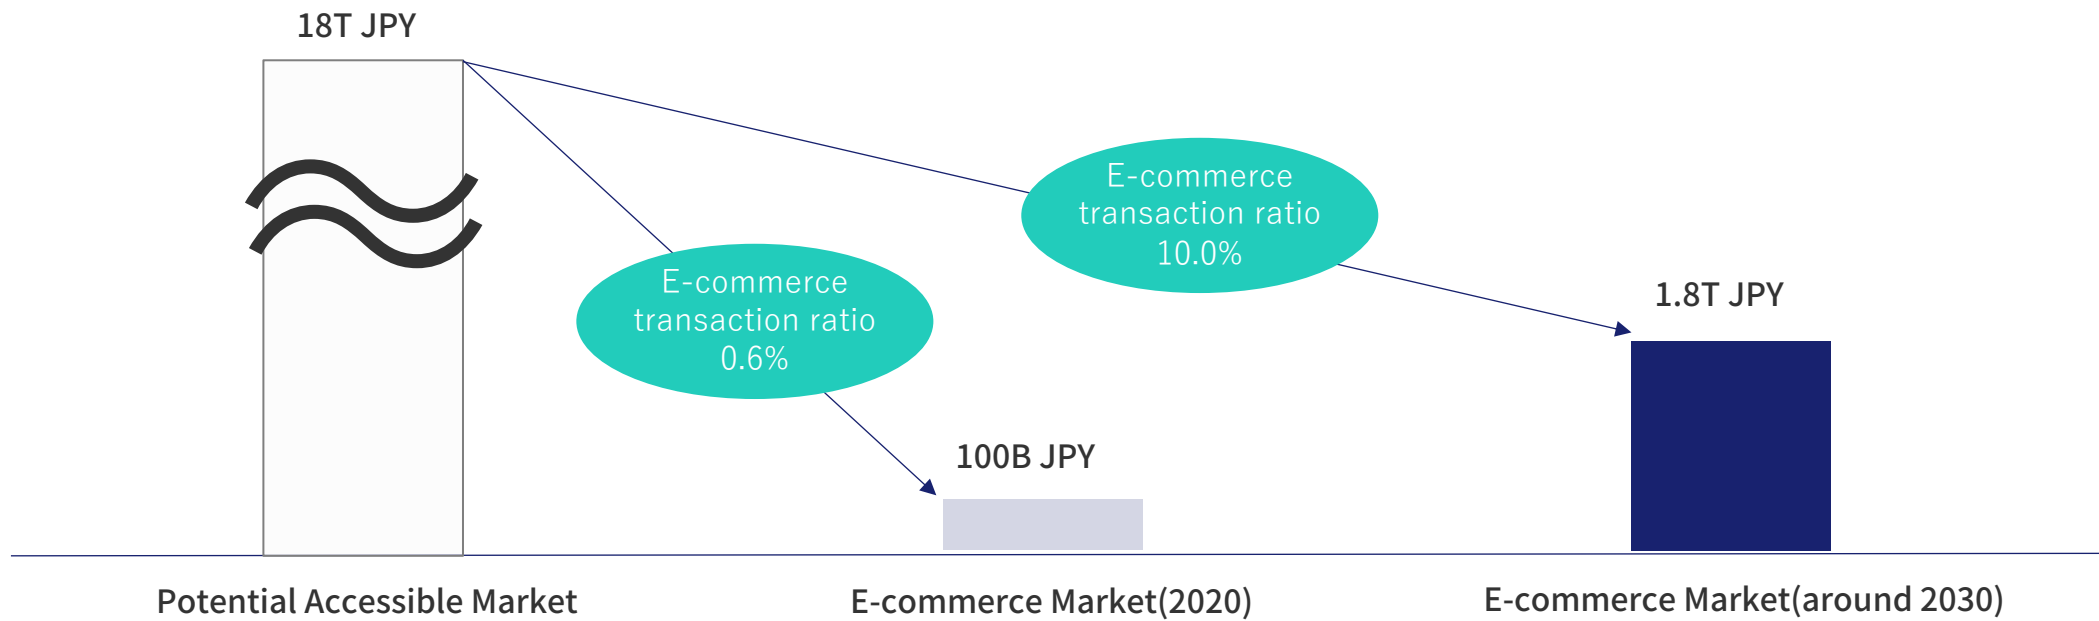 18T JPY
E-commerce
transaction ratio
10.0%
E-commerce
transaction ratio
0.6%
1.8T JPY
100B JPY
Potential Accessible Market
E-commerce Market(2020)
E-commerce Market(around 2030)